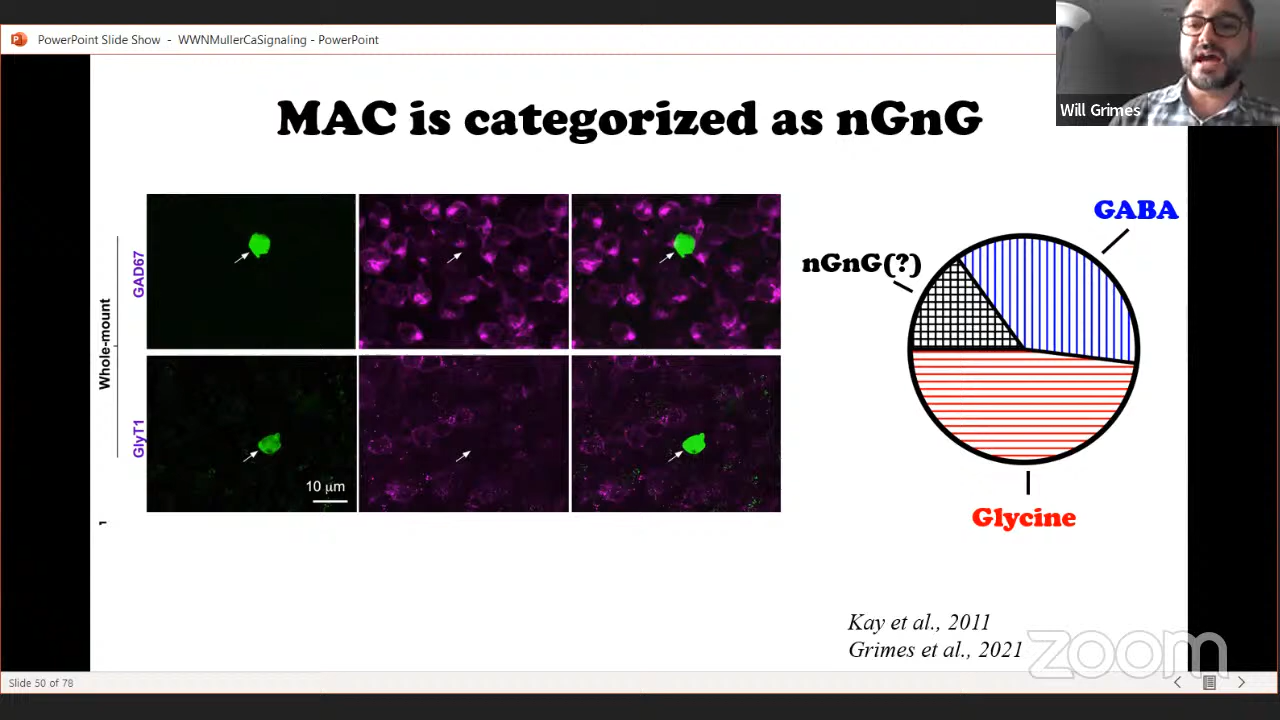 PowerPoint Slide Show - WWNMullerCaSignaling - PowerPoint
Will Grimes
MAC is categorized as nGnG
Whole-mount
GAD67
GlyT1
10 µm
GABA
nGnG(?)
Glycine
Kay et al., 2011
Grimes et al., 2021
zoom
Slide 50 of 78